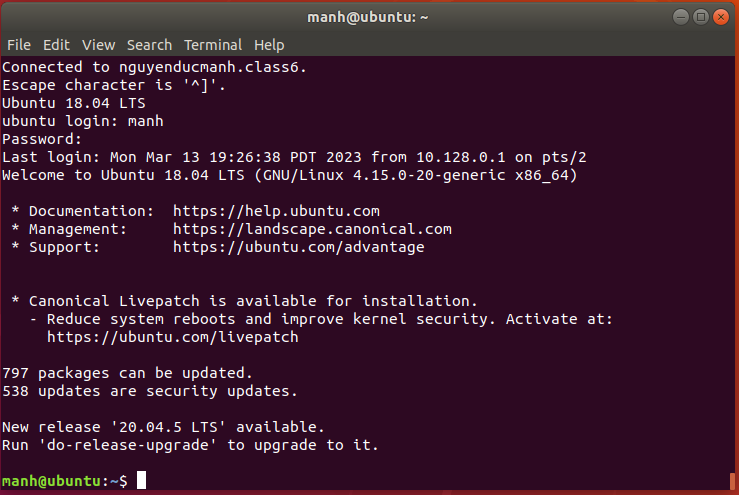 manh@ubuntu: ~
File Edit View Search Terminal Help
Connected to nguyenducmanh.class6.
Escape character is '^]'.
Ubuntu 18.04 LTS
ubuntu login: manh
Password:
Last login: Mon Mar 13 19:26:38 PDT 2023 from 10.128.0.1 on pts/2
Welcome to Ubuntu 18.04 LTS (GNU/Linux 4.15.0-20-generic x86_64)
* Documentation:  https://help.ubuntu.com
* Management:     https://landscape.canonical.com
* Support:        https://ubuntu.com/advantage
* Canonical Livepatch is available for installation.
- Reduce system reboots and improve kernel security. Activate at:
https://ubuntu.com/livepatch
797 packages can be updated.
538 updates are security updates.
New release '20.04.5 LTS' available.
Run 'do-release-upgrade' to upgrade to it.
manh@ubuntu:~$